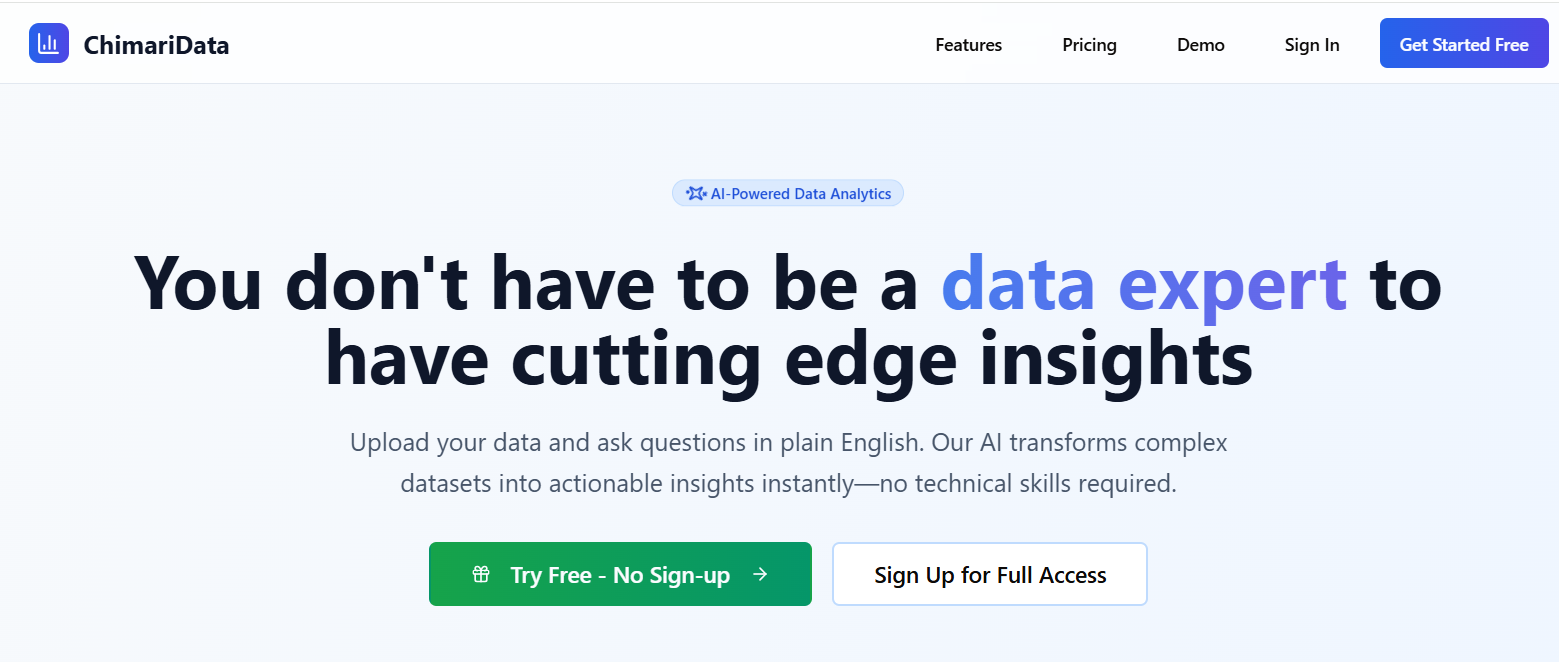 ChimariData
Features
Pricing
Demo
Sign In
Get Started Free
AI-Powered Data Analytics
You don't have to be a data expert to
have cutting edge insights
Upload your data and ask questions in plain English. Our AI transforms complex
datasets into actionable insights instantly—no technical skills required.
Try Free - No Sign-up
Sign Up for Full Access